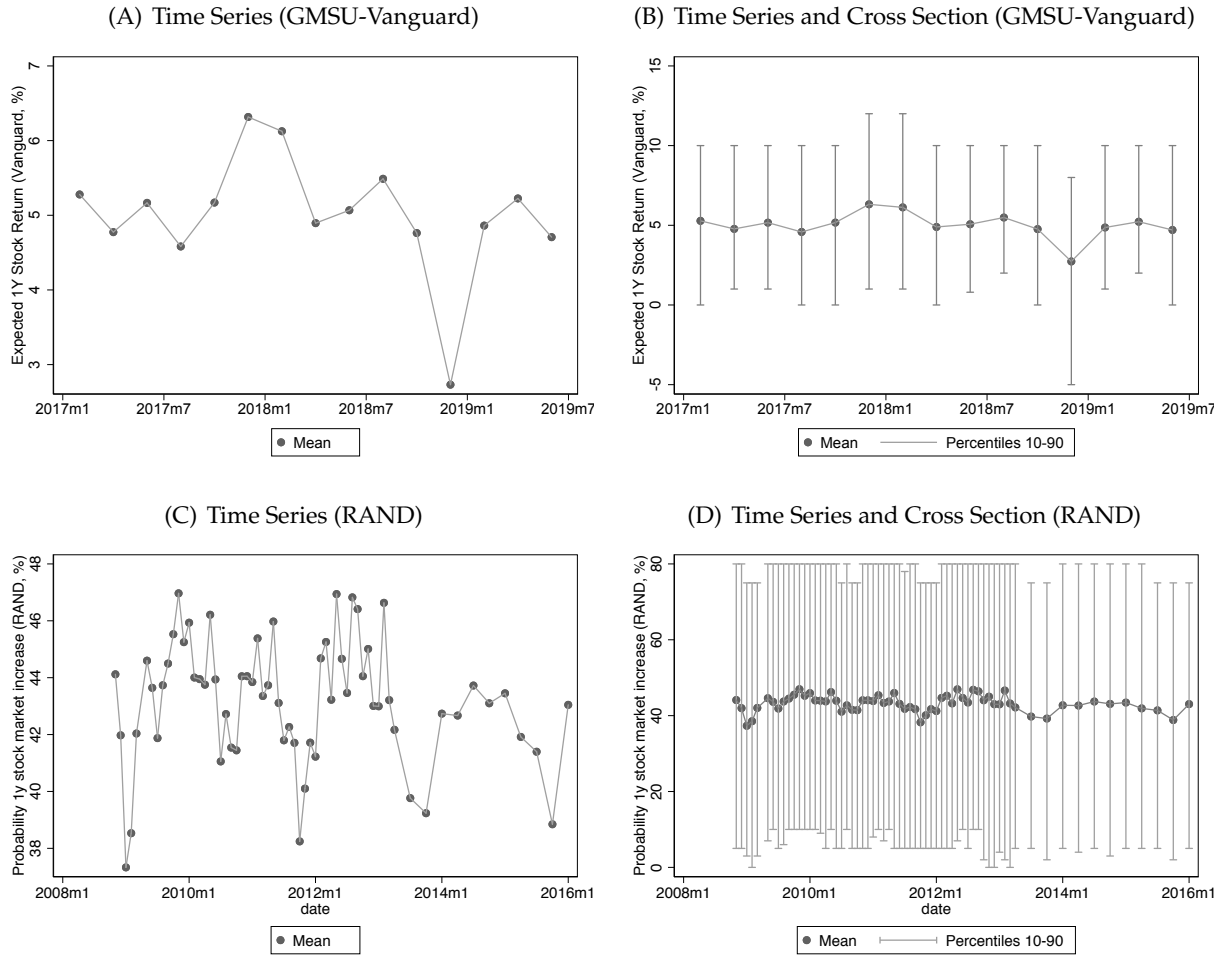 (A) Time Series (GMSU-Vanguard)
Expected 1Y Stock Return (Vanguard, %)
7
6
5
4
3
2017m1 2017m7 2018m1 2018m7 2019m1 2019m7
Mean
(B) Time Series and Cross Section (GMSU-Vanguard)
Expected 1Y Stock Return (Vanguard, %)
15
10
5
0
-5
2017m1 2017m7 2018m1 2018m7 2019m1 2019m7
Mean Percentiles 10-90
(C) Time Series (RAND)
Probability 1y stock market increase (RAND, %)
48
46
44
42
40
38
2008m1 2010m1 2012m1 2014m1 2016m1
date
Mean
(D) Time Series and Cross Section (RAND)
Probability 1y stock market increase (RAND, %)
80
60
40
20
0
2008m1 2010m1 2012m1 2014m1 2016m1
date
Mean Percentiles 10-90